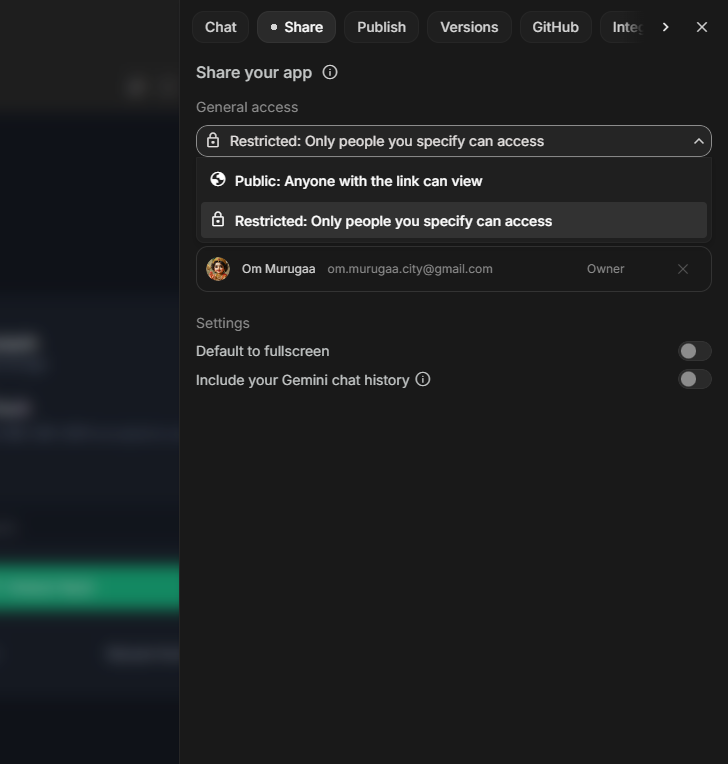 Chat Share Publish Versions GitHub
Share your app
General access
Restricted: Only people you specify can access
Public: Anyone with the link can view
Restricted: Only people you specify can access
Om Murugaa om.murugaa.city@gmail.com Owner
Settings
Default to fullscreen
Include your Gemini chat history